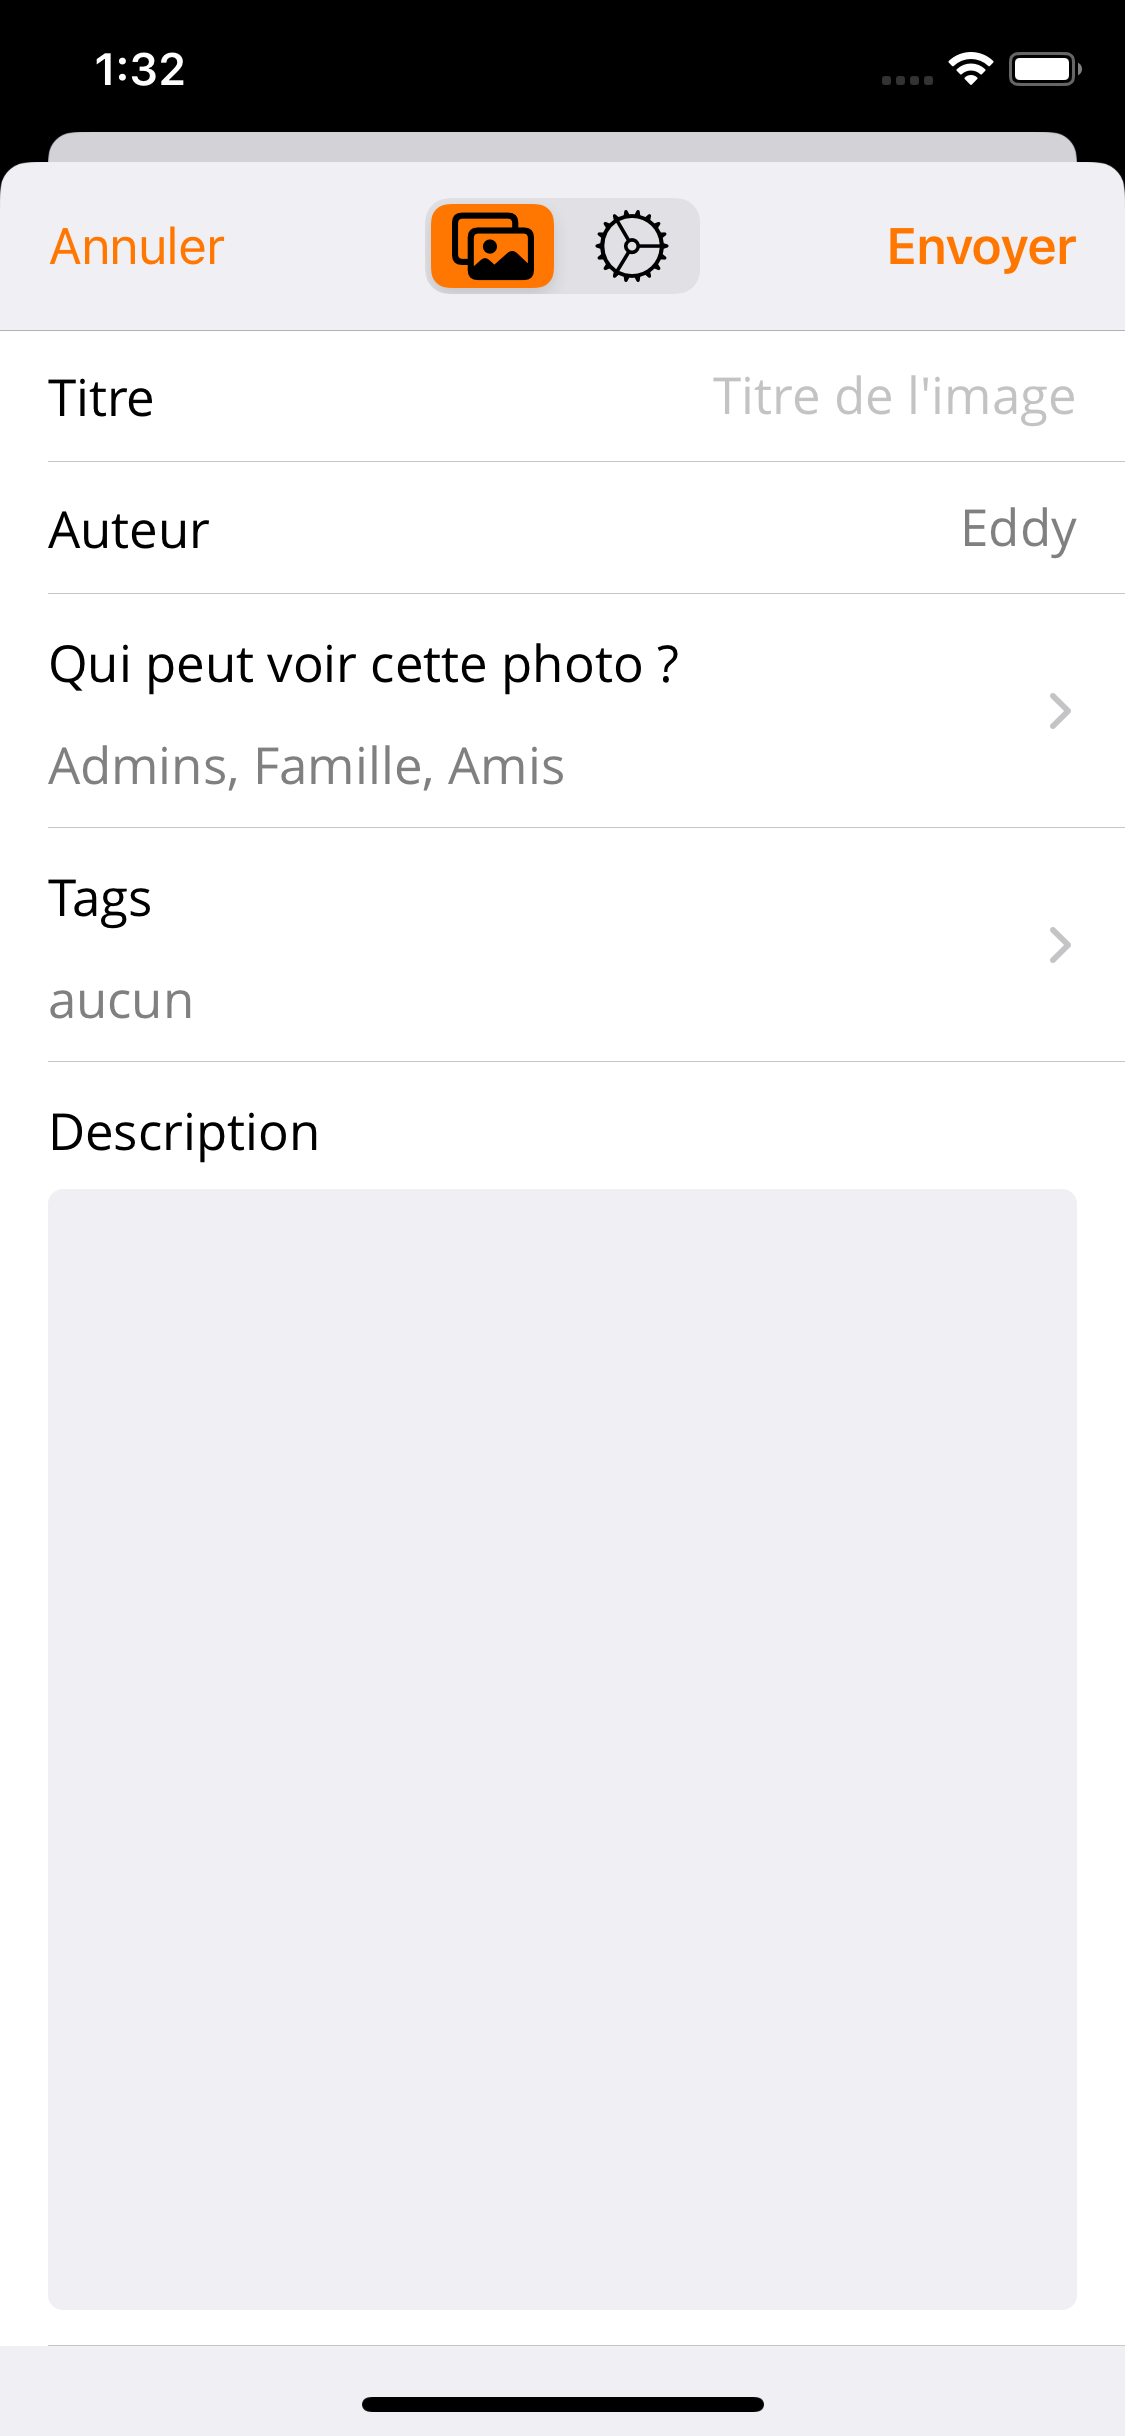 1:32
Annuler
Envoyer
Titre
Titre de l'image
Auteur
Eddy
Qui peut voir cette photo ?
Admins, Famille, Amis
Tags
aucun
Description